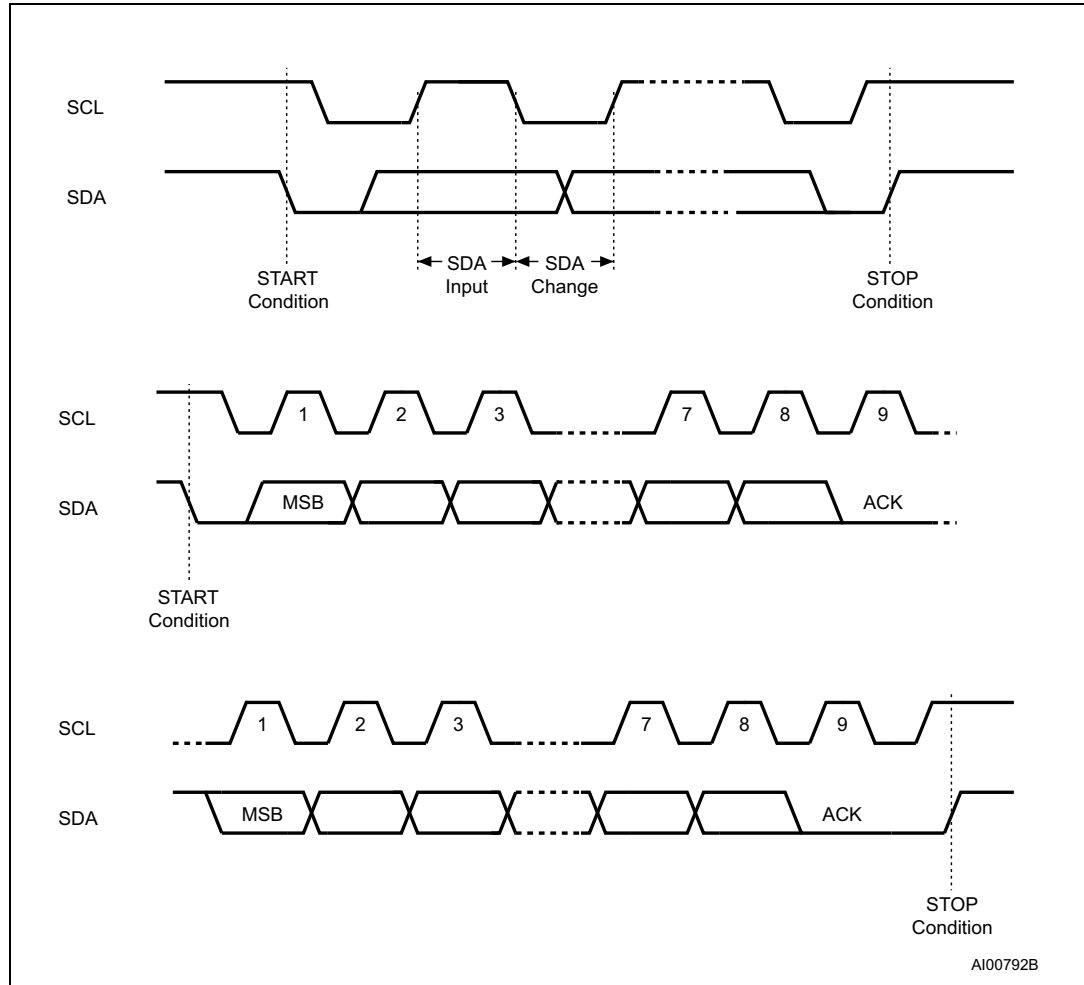 SCL
SDA
SDA
Input
SDA
Change
START
Condition
STOP
Condition
SCL
1 2 3 7 8 9
SDA
MSB ACK
START
Condition
SCL
1 2 3 7 8 9
SDA
MSB ACK
STOP
Condition
AI00792B